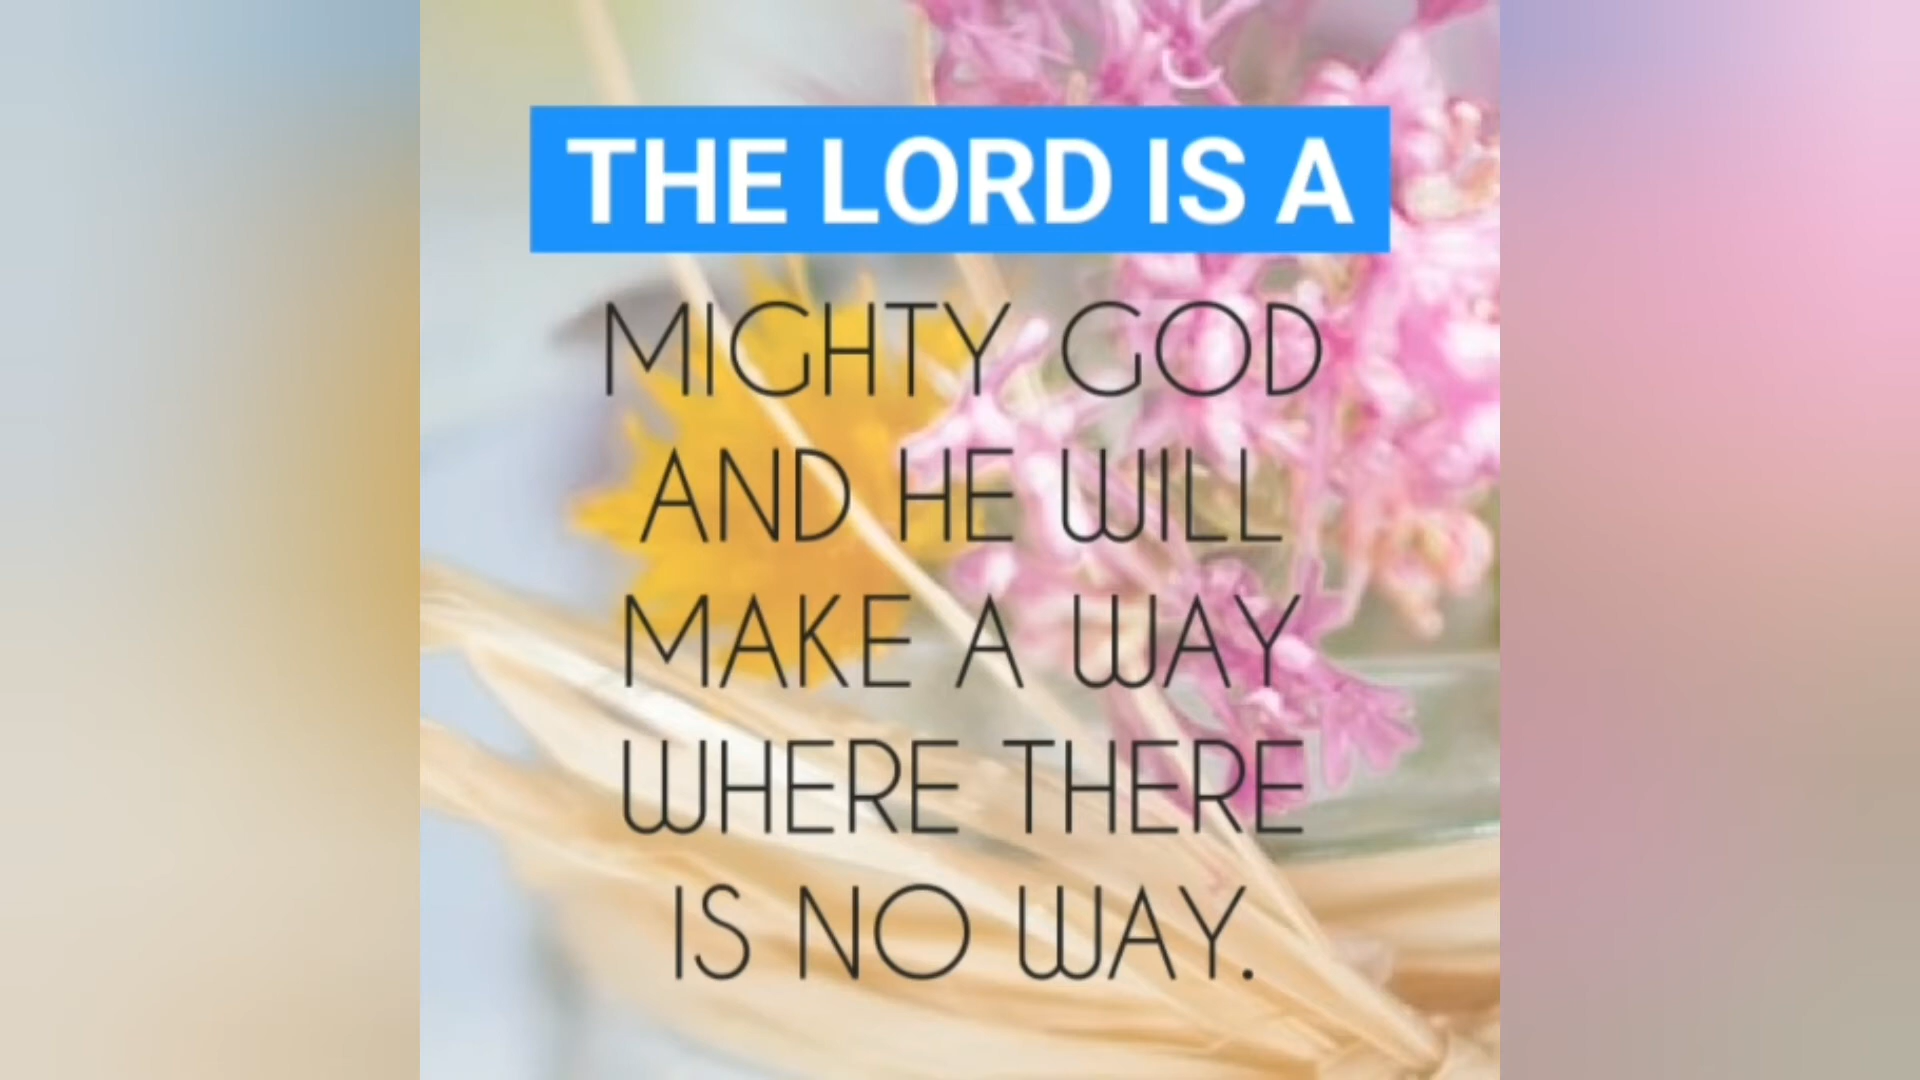 THE LORD IS A
MIGHTY GOD
AND HE WILL
MAKE A WAY
WHERE THERE
IS NO WAY.